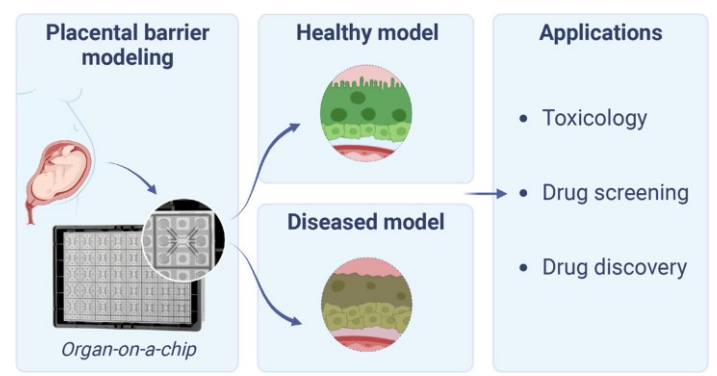 Placental barrier
modeling
Organ-on-a-chip
Healthy model
Diseased model
Applications
• Toxicology
• Drug screening
• Drug discovery